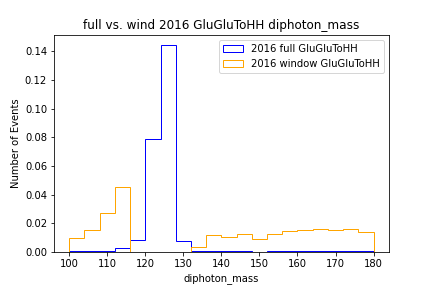 full vs. wind 2016 GluGluToHH diphoton_mass
2016 full GluGluToHH
2016 window GluGluToHH
Number of Events
0.14
0.12
0.10
0.08
0.06
0.04
0.02
0.00
100 110 120 130 140 150 160 170 180
diphoton_mass